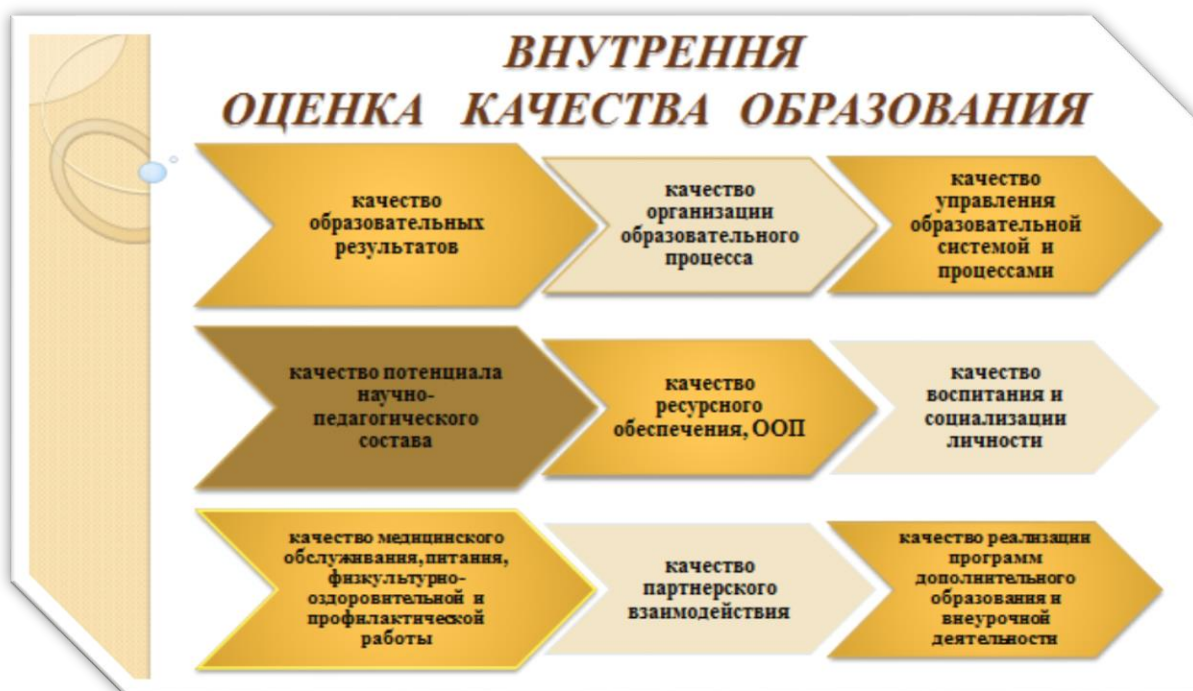 ВНУТРЕННЯ
ОЦЕНКА КАЧЕСТВА ОБРАЗОВАНИЯ
качество
образовательных
результатов
качество
организации
образовательного
процесса
качество
управления
образовательной
системой и
процессами
качество потенциала
научно-
педагогического
состава
качество
ресурсного
обеспечения, ООП
качество
воспитания и
социализации
личности
качество медицинского
обслуживания, питания,
физкультурно-
оздоровительной и
профилактической
работы
качество
партнерского
взаимодействия
качество реализации
программ
дополнительного
образования и
внеурочной
деятельности